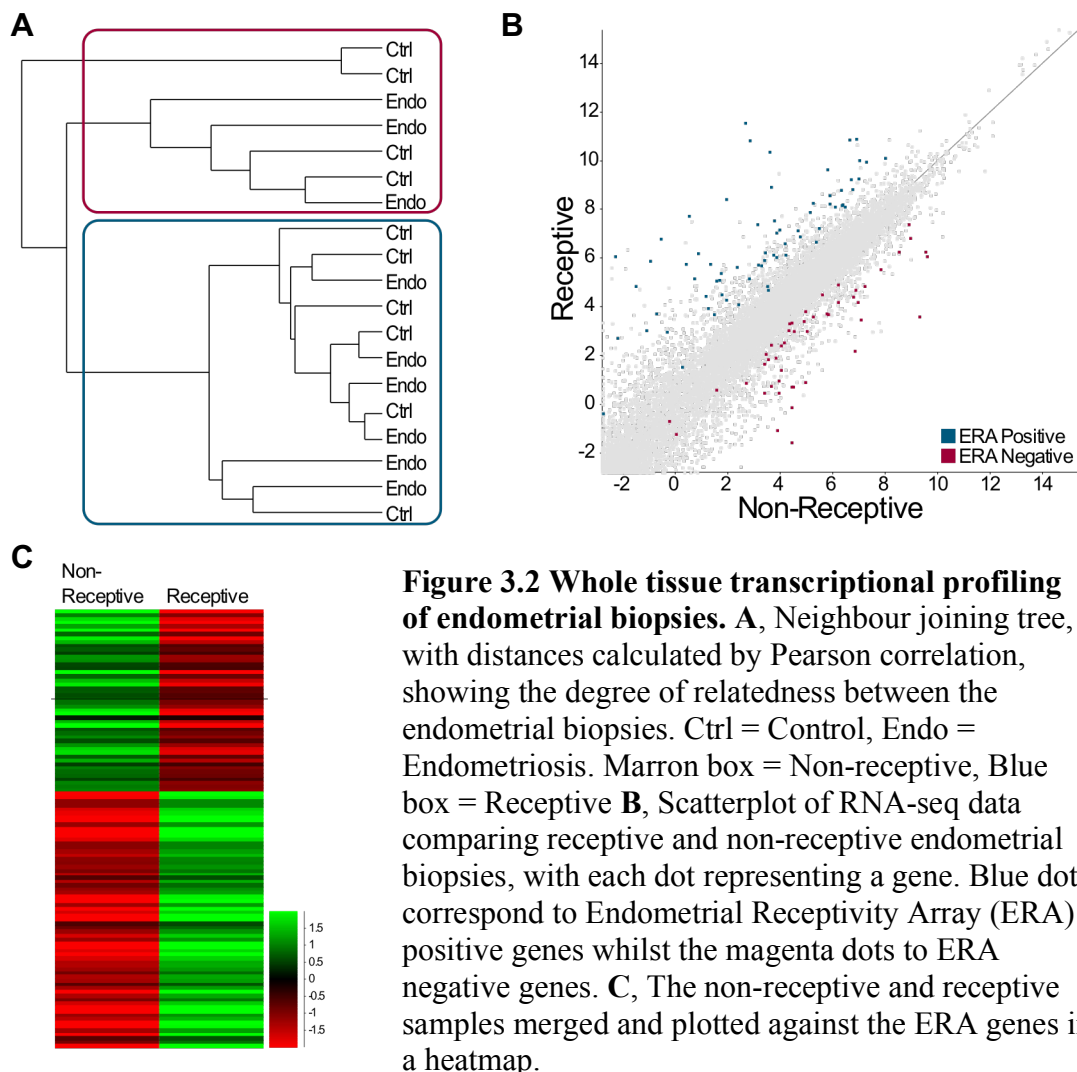 A
Ctrl
Ctrl
Endo
Endo
Ctrl
Ctrl
Endo
Ctrl
Ctrl
Endo
Ctrl
Ctrl
Endo
Endo
Ctrl
Endo
Endo
Endo
Ctrl
B
14
12
10
8
6
4
2
0
-2
Receptive
ERA Positive
ERA Negative
-2 0 2 4 6 8 10 12 14
Non-Receptive
C
Non-
Receptive Receptive
1.5
1
0.5
0
-0.5
-1
-1.5
Figure 3.2 Whole tissue transcriptional profiling
of endometrial biopsies. A, Neighbour joining tree,
with distances calculated by Pearson correlation,
showing the degree of relatedness between the
endometrial biopsies. Ctrl = Control, Endo =
Endometriosis. Marron box = Non-receptive, Blue
box = Receptive B, Scatterplot of RNA-seq data
comparing receptive and non-receptive endometrial
biopsies, with each dot representing a gene. Blue dot
correspond to Endometrial Receptivity Array (ERA)
positive genes whilst the magenta dots to ERA
negative genes. C, The non-receptive and receptive
samples merged and plotted against the ERA genes i
a heatmap.